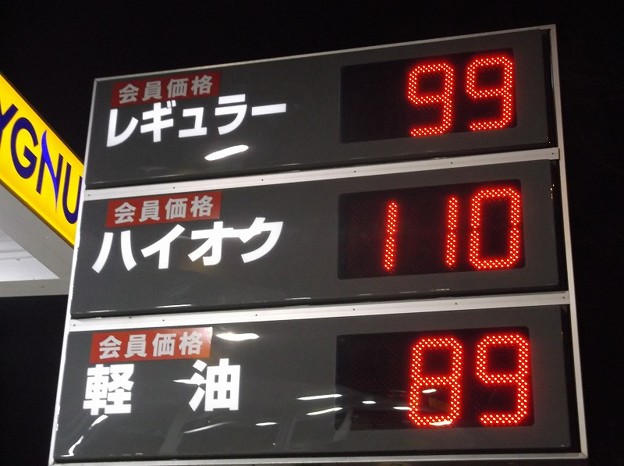 YGNU
会員価格
レギュラー 99
会員価格
ハイオク 110
会員価格
軽 油 89